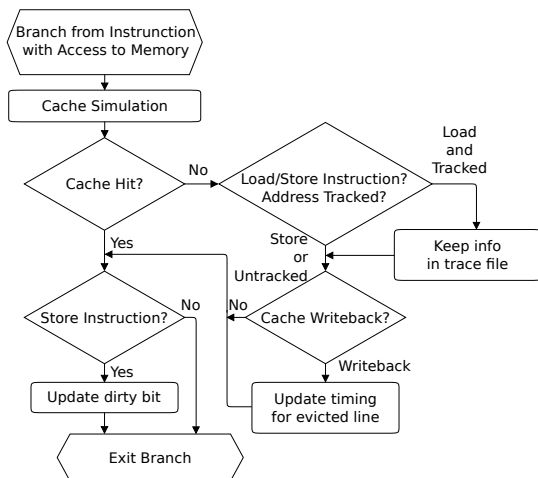 Branch from Instrunction
with Access to Memory
Cache Simulation
Cache Hit?
No
Load/Store Instruction?
Address Tracked?
Load
and
Tracked
Yes
Store
or
Untracked
Keep info
in trace file
Store Instruction?
No
No
Cache Writeback?
Yes
Writeback
Update dirty bit
Update timing
for evicted line
Exit Branch